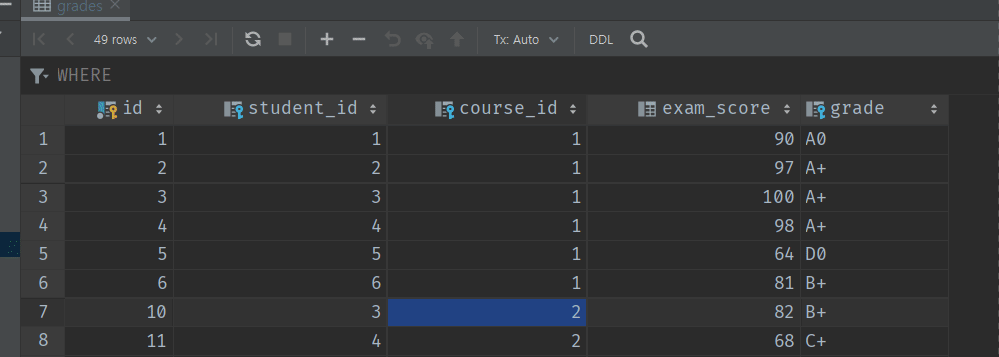 grades
49 rows Tx: Auto DDL
WHERE
id student_id course_id exam_score grade
1 1 1 1 90 A0
2 2 2 1 97 A+
3 3 3 1 100 A+
4 4 4 1 98 A+
5 5 5 1 64 D0
6 6 6 1 81 B+
7 10 3 2 82 B+
8 11 4 2 68 C+